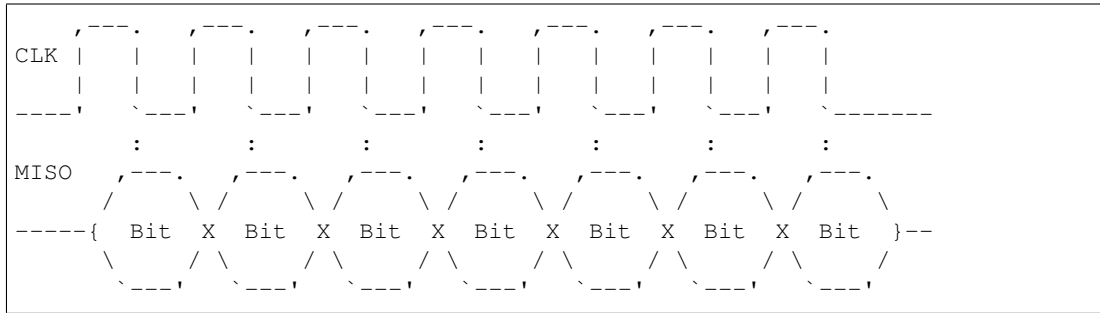 ,---.   ,---.   ,---.   ,---.   ,---.   ,---.   ,---.
CLK |   |   |   |   |   |   |   |   |   |   |   |   |   |
    |   |   |   |   |   |   |   |   |   |   |   |   |   |
----'   `---'   `---'   `---'   `---'   `---'   `---'   `-------
        :       :       :       :       :       :       :
MISO   ,---.   ,---.   ,---.   ,---.   ,---.   ,---.   ,---.
      /     \ /     \ /     \ /     \ /     \ /     \ /     \
-----{  Bit  X  Bit  X  Bit  X  Bit  X  Bit  X  Bit  X  Bit  }--
      \     / \     / \     / \     / \     / \     / \     /
       `---'   `---'   `---'   `---'   `---'   `---'   `---'